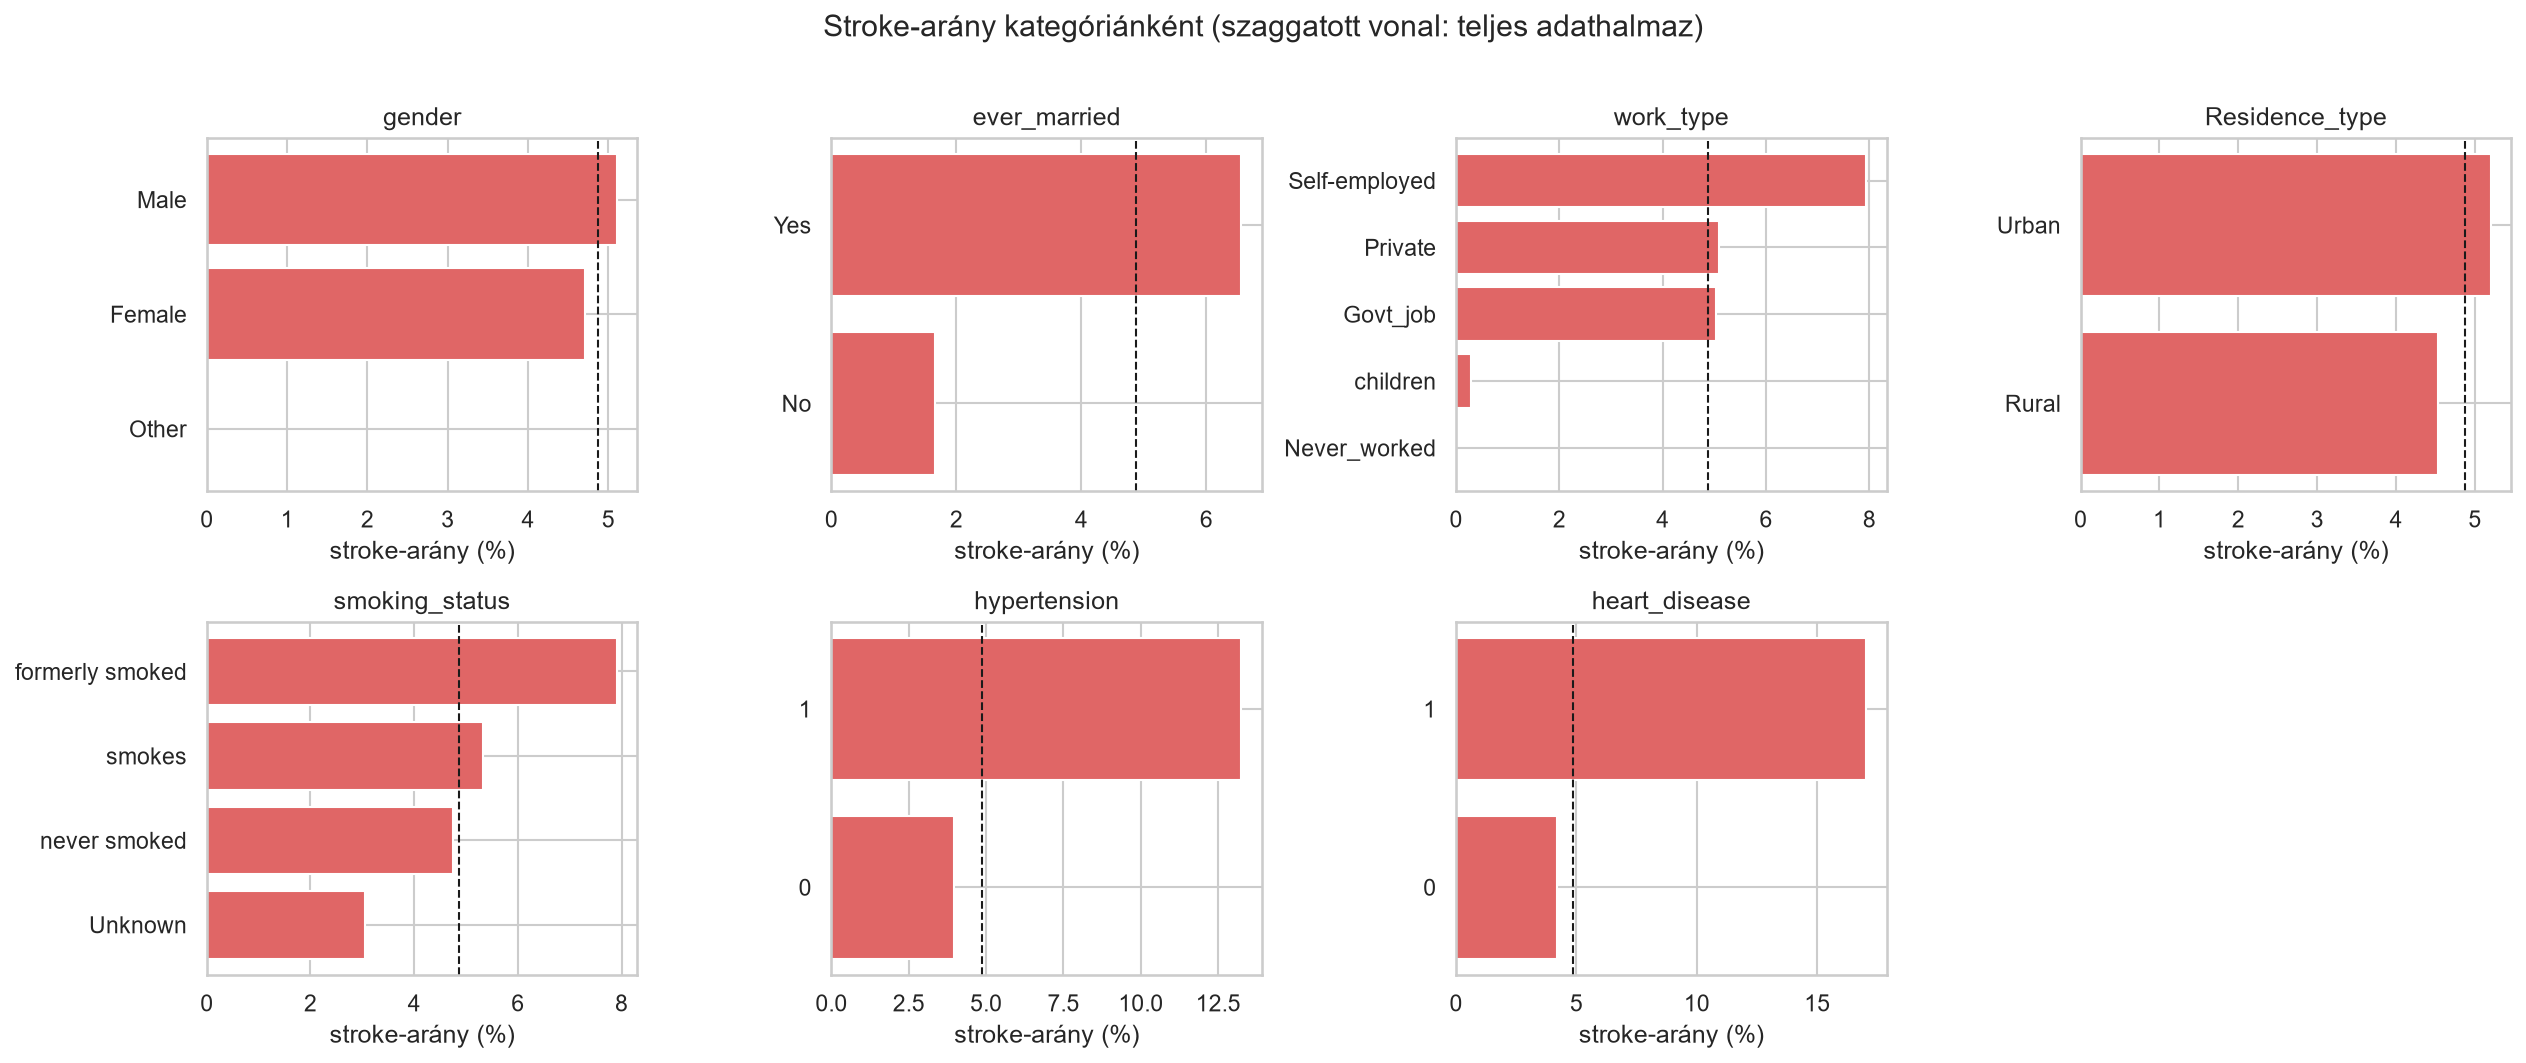 Stroke-arány kategóriánként (szaggatott vonal: teljes adathalmaz)
gender
Male
Female
Other
0 1 2 3 4 5
stroke-arány (%)
ever_married
Yes
No
0 2 4 6
stroke-arány (%)
work_type
Self-employed
Private
Govt_job
children
Never_worked
0 2 4 6 8
stroke-arány (%)
Residence_type
Urban
Rural
0 1 2 3 4 5
stroke-arány (%)
smoking_status
formerly smoked
smokes
never smoked
Unknown
0 2 4 6 8
stroke-arány (%)
hypertension
1
0
0.0 2.5 5.0 7.5 10.0 12.5
stroke-arány (%)
heart_disease
1
0
0 5 10 15
stroke-arány (%)